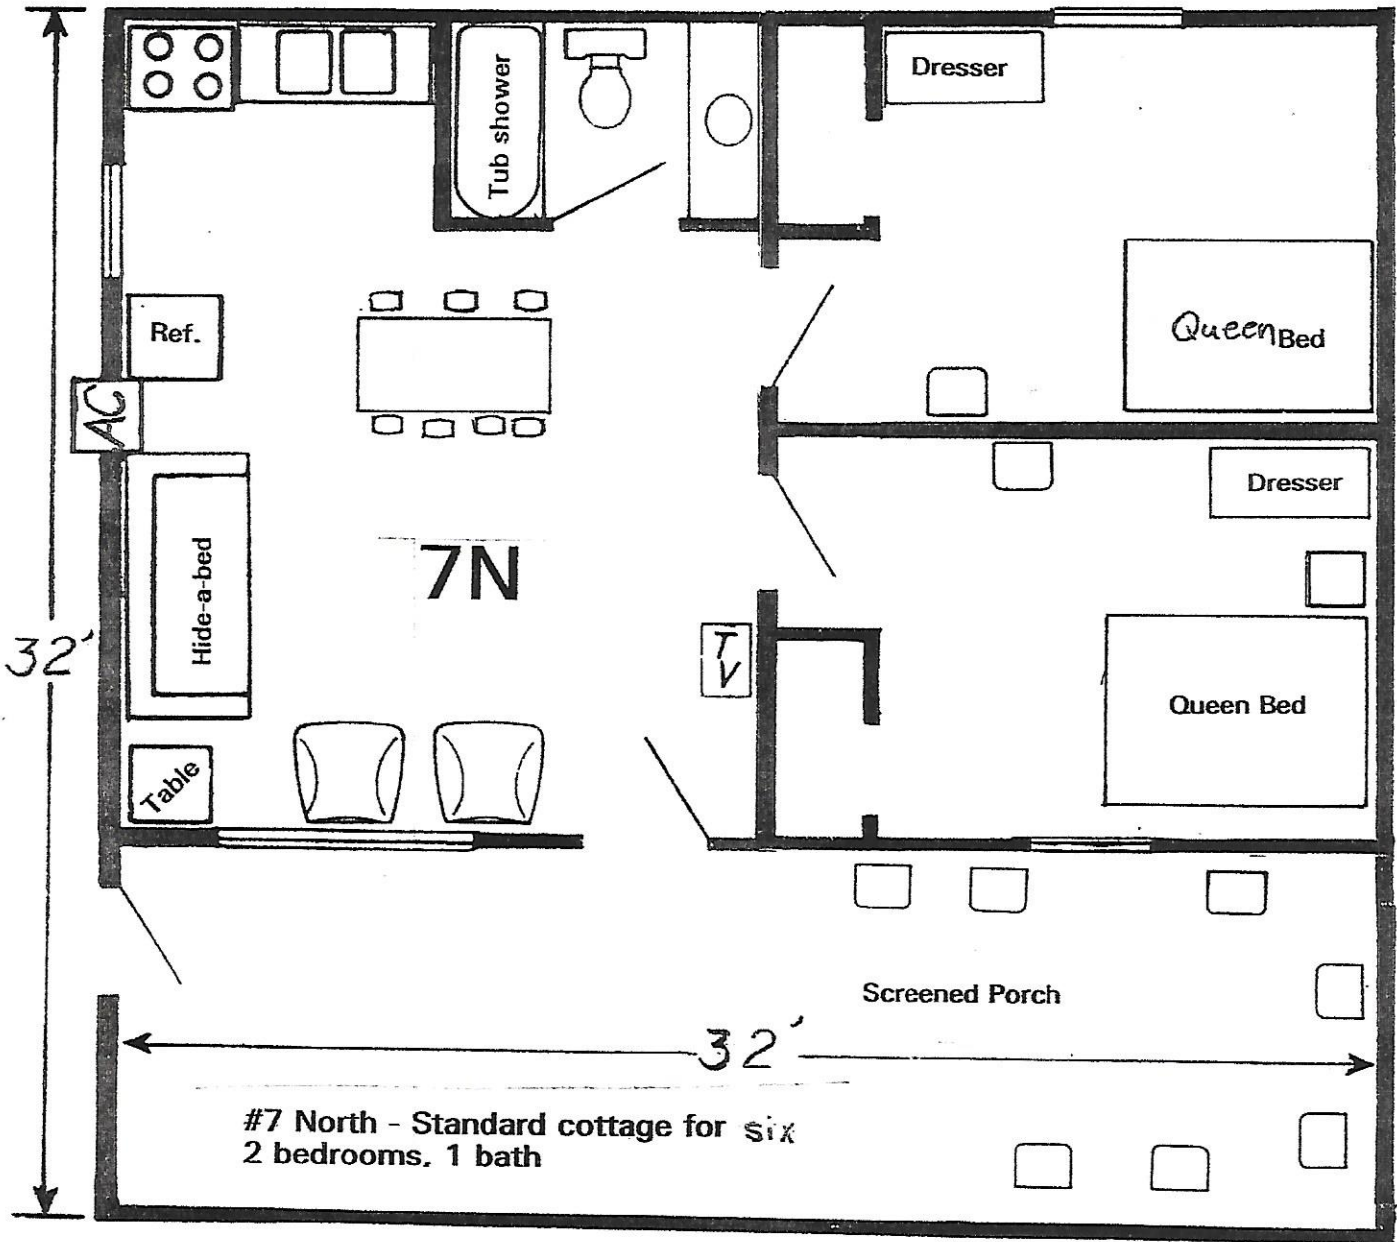 Tub shower
Dresser
Ref.
Queen Bed
AC
Dresser
Hide-a-bed
7N
32'
TV
Queen Bed
Table
Screened Porch
32'
#7 North - Standard cottage for six
2 bedrooms, 1 bath